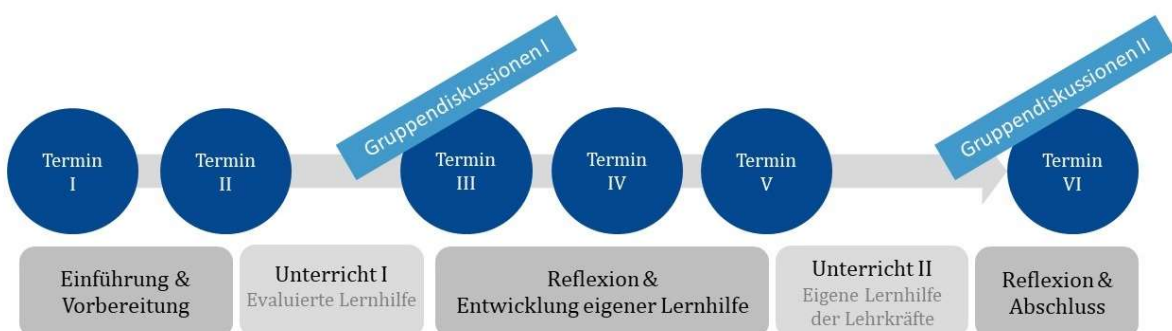 Gruppendiskussionen I
Gruppendiskussionen II
Termin
I
Termin
II
Termin
III
Termin
IV
Termin
V
Termin
VI
Einführung &
Vorbereitung
Unterricht I
Evaluierte Lernhilfe
Reflexion &
Entwicklung eigener Lernhilfe
Unterricht II
Eigene Lernhilfe
der Lehrkräfte
Reflexion &
Abschluss